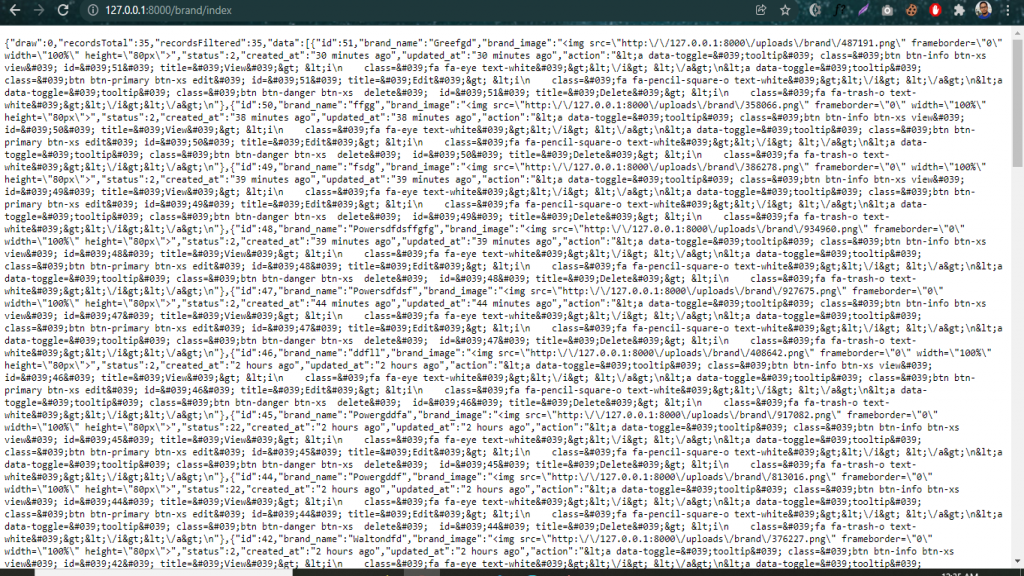 127.0.0.1:8000/brand/index
{"draw":0,"recordsTotal":35,"recordsFiltered":35,"data":[{"id":51,"brand_name":"Greefgd","brand_image":"<img src=\"http:\/\/127.0.0.1:8000\/uploads\/brand\/487191.png\" frameborder=\"0\"
width=\"100%\" height=\"80px\">","status":2,"created_at":"30 minutes ago","updated_at":"30 minutes ago","action":"&lt;a data-toggle=&#039;tooltip&#039; class=&#039;btn btn-info btn-xs
view&#039; id=&#039;51&#039; title=&#039;View&#039;&gt; &lt;i\n class=&#039;fa fa-eye text-white&#039;&gt;&lt;\/i&gt; &lt;\/a&gt;\n&lt;a data-toggle=&#039;tooltip&#039;
class=&#039;btn btn-primary btn-xs edit&#039; id=&#039;51&#039; title=&#039;Edit&#039;&gt; &lt;i\n class=&#039;fa fa-pencil-square-o text-white&#039;&gt;&lt;\/i&gt; &lt;\/a&gt;\n&lt;a
data-toggle=&#039;tooltip&#039; class=&#039;btn btn-danger btn-xs delete&#039; id=&#039;51&#039; title=&#039;Delete&#039;&gt; &lt;i\n class=&#039;fa fa-trash-o text-
white&#039;&gt;&lt;\/i&gt;&lt;\/a&gt;\n"},{"id":50,"brand_name":"ffgg","brand_image":"<img src=\"http:\/\/127.0.0.1:8000\/uploads\/brand\/358066.png\" frameborder=\"0\" width=\"100%\"
height=\"80px\">","status":2,"created_at":"38 minutes ago","updated_at":"38 minutes ago","action":"&lt;a data-toggle=&#039;tooltip&#039; class=&#039;btn btn-info btn-xs view&#039;
id=&#039;50&#039; title=&#039;View&#039;&gt; &lt;i\n class=&#039;fa fa-eye text-white&#039;&gt;&lt;\/i&gt; &lt;\/a&gt;\n&lt;a data-toggle=&#039;tooltip&#039; class=&#039;btn btn-
primary btn-xs edit&#039; id=&#039;50&#039; title=&#039;Edit&#039;&gt; &lt;i\n class=&#039;fa fa-pencil-square-o text-white&#039;&gt;&lt;\/i&gt; &lt;\/a&gt;\n&lt;a data-
toggle=&#039;tooltip&#039; class=&#039;btn btn-danger btn-xs delete&#039; id=&#039;50&#039; title=&#039;Delete&#039;&gt; &lt;i\n class=&#039;fa fa-trash-o text-
white&#039;&gt;&lt;\/i&gt;&lt;\/a&gt;\n"},{"id":49,"brand_name":"fsdg","brand_image":"<img src=\"http:\/\/127.0.0.1:8000\/uploads\/brand\/386278.png\" frameborder=\"0\" width=\"100%\"
height=\"80px\">","status":2,"created_at":"39 minutes ago","updated_at":"39 minutes ago","action":"&lt;a data-toggle=&#039;tooltip&#039; class=&#039;btn btn-info btn-xs view&#039;
id=&#039;49&#039; title=&#039;View&#039;&gt; &lt;i\n class=&#039;fa fa-eye text-white&#039;&gt;&lt;\/i&gt; &lt;\/a&gt;\n&lt;a data-toggle=&#039;tooltip&#039; class=&#039;btn btn-
primary btn-xs edit&#039; id=&#039;49&#039; title=&#039;Edit&#039;&gt; &lt;i\n class=&#039;fa fa-pencil-square-o text-white&#039;&gt;&lt;\/i&gt; &lt;\/a&gt;\n&lt;a data-
toggle=&#039;tooltip&#039; class=&#039;btn btn-danger btn-xs delete&#039; id=&#039;49&#039; title=&#039;Delete&#039;&gt; &lt;i\n class=&#039;fa fa-trash-o text-
white&#039;&gt;&lt;\/i&gt;&lt;\/a&gt;\n"},{"id":48,"brand_name":"Powersdfdsffgfg","brand_image":"<img src=\"http:\/\/127.0.0.1:8000\/uploads\/brand\/934960.png\" frameborder=\"0\"
width=\"100%\" height=\"80px\">","status":2,"created_at":"39 minutes ago","updated_at":"39 minutes ago","action":"&lt;a data-toggle=&#039;tooltip&#039; class=&#039;btn btn-info btn-xs
view&#039; id=&#039;48&#039; title=&#039;View&#039;&gt; &lt;i\n class=&#039;fa fa-eye text-white&#039;&gt;&lt;\/i&gt; &lt;\/a&gt;\n&lt;a data-toggle=&#039;tooltip&#039;
class=&#039;btn btn-primary btn-xs edit&#039; id=&#039;48&#039; title=&#039;Edit&#039;&gt; &lt;i\n class=&#039;fa fa-pencil-square-o text-white&#039;&gt;&lt;\/i&gt; &lt;\/a&gt;\n&lt;a
data-toggle=&#039;tooltip&#039; class=&#039;btn btn-danger btn-xs delete&#039; id=&#039;48&#039; title=&#039;Delete&#039;&gt; &lt;i\n class=&#039;fa fa-trash-o text-
white&#039;&gt;&lt;\/i&gt;&lt;\/a&gt;\n"},{"id":47,"brand_name":"Powersdfdsf","brand_image":"<img src=\"http:\/\/127.0.0.1:8000\/uploads\/brand\/927675.png\" frameborder=\"0\"
width=\"100%\" height=\"80px\">","status":2,"created_at":"44 minutes ago","updated_at":"44 minutes ago","action":"&lt;a data-toggle=&#039;tooltip&#039; class=&#039;btn btn-info btn-xs
view&#039; id=&#039;47&#039; title=&#039;View&#039;&gt; &lt;i\n class=&#039;fa fa-eye text-white&#039;&gt;&lt;\/i&gt; &lt;\/a&gt;\n&lt;a data-toggle=&#039;tooltip&#039;
class=&#039;btn btn-primary btn-xs edit&#039; id=&#039;47&#039; title=&#039;Edit&#039;&gt; &lt;i\n class=&#039;fa fa-pencil-square-o text-white&#039;&gt;&lt;\/i&gt; &lt;\/a&gt;\n&lt;a
data-toggle=&#039;tooltip&#039; class=&#039;btn btn-danger btn-xs delete&#039; id=&#039;47&#039; title=&#039;Delete&#039;&gt; &lt;i\n class=&#039;fa fa-trash-o text-
white&#039;&gt;&lt;\/i&gt;&lt;\/a&gt;\n"},{"id":46,"brand_name":"ddfll","brand_image":"<img src=\"http:\/\/127.0.0.1:8000\/uploads\/brand\/408642.png\" frameborder=\"0\" width=\"100%\"
height=\"80px\">","status":2,"created_at":"2 hours ago","updated_at":"2 hours ago","action":"&lt;a data-toggle=&#039;tooltip&#039; class=&#039;btn btn-info btn-xs view&#039;
id=&#039;46&#039; title=&#039;View&#039;&gt; &lt;i\n class=&#039;fa fa-eye text-white&#039;&gt;&lt;\/i&gt; &lt;\/a&gt;\n&lt;a data-toggle=&#039;tooltip&#039; class=&#039;btn btn-
primary btn-xs edit&#039; id=&#039;46&#039; title=&#039;Edit&#039;&gt; &lt;i\n class=&#039;fa fa-pencil-square-o text-white&#039;&gt;&lt;\/i&gt; &lt;\/a&gt;\n&lt;a data-
toggle=&#039;tooltip&#039; class=&#039;btn btn-danger btn-xs delete&#039; id=&#039;46&#039; title=&#039;Delete&#039;&gt; &lt;i\n class=&#039;fa fa-trash-o text-
white&#039;&gt;&lt;\/i&gt;&lt;\/a&gt;\n"},{"id":45,"brand_name":"Powergddfa","brand_image":"<img src=\"http:\/\/127.0.0.1:8000\/uploads\/brand\/917082.png\" frameborder=\"0\"
width=\"100%\" height=\"80px\">","status":22,"created_at":"2 hours ago","updated_at":"2 hours ago","action":"&lt;a data-toggle=&#039;tooltip&#039; class=&#039;btn btn-info btn-xs
view&#039; id=&#039;45&#039; title=&#039;View&#039;&gt; &lt;i\n class=&#039;fa fa-eye text-white&#039;&gt;&lt;\/i&gt; &lt;\/a&gt;\n&lt;a data-toggle=&#039;tooltip&#039;
class=&#039;btn btn-primary btn-xs edit&#039; id=&#039;45&#039; title=&#039;Edit&#039;&gt; &lt;i\n class=&#039;fa fa-pencil-square-o text-white&#039;&gt;&lt;\/i&gt; &lt;\/a&gt;\n&lt;a
data-toggle=&#039;tooltip&#039; class=&#039;btn btn-danger btn-xs delete&#039; id=&#039;45&#039; title=&#039;Delete&#039;&gt; &lt;i\n class=&#039;fa fa-trash-o text-
white&#039;&gt;&lt;\/i&gt;&lt;\/a&gt;\n"},{"id":44,"brand_name":"Powergddf","brand_image":"<img src=\"http:\/\/127.0.0.1:8000\/uploads\/brand\/813016.png\" frameborder=\"0\"
width=\"100%\" height=\"80px\">","status":22,"created_at":"2 hours ago","updated_at":"2 hours ago","action":"&lt;a data-toggle=&#039;tooltip&#039; class=&#039;btn btn-info btn-xs
view&#039; id=&#039;44&#039; title=&#039;View&#039;&gt; &lt;i\n class=&#039;fa fa-eye text-white&#039;&gt;&lt;\/i&gt; &lt;\/a&gt;\n&lt;a data-toggle=&#039;tooltip&#039;
class=&#039;btn btn-primary btn-xs edit&#039; id=&#039;44&#039; title=&#039;Edit&#039;&gt; &lt;i\n class=&#039;fa fa-pencil-square-o text-white&#039;&gt;&lt;\/i&gt; &lt;\/a&gt;\n&lt;a
data-toggle=&#039;tooltip&#039; class=&#039;btn btn-danger btn-xs delete&#039; id=&#039;44&#039; title=&#039;Delete&#039;&gt; &lt;i\n class=&#039;fa fa-trash-o text-
white&#039;&gt;&lt;\/i&gt;&lt;\/a&gt;\n"},{"id":42,"brand_name":"Waltondfd","brand_image":"<img src=\"http:\/\/127.0.0.1:8000\/uploads\/brand\/376227.png\" frameborder=\"0\"
width=\"100%\" height=\"80px\">","status":2,"created_at":"2 hours ago","updated_at":"2 hours ago","action":"&lt;a data-toggle=&#039;tooltip&#039; class=&#039;btn btn-info btn-xs
view&#039; id=&#039;42&#039; title=&#039;View&#039;&gt; &lt;i\n class=&#039;fa fa-eye text-white&#039;&gt;&lt;\/i&gt; &lt;\/a&gt;\n&lt;a data-toggle=&#039;tooltip&#039;